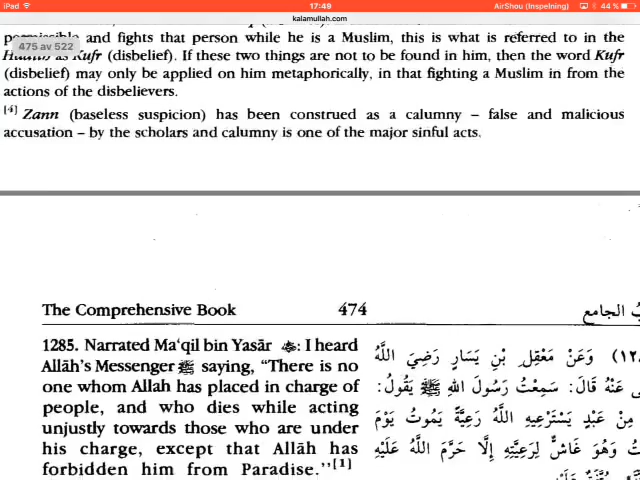 iPad 17:49 AirShou (Inspelning) 44 %
kalamullah.com
permissible and fights that person while he is a Muslim, this is what is referred to in the
475 av 522
Hadith as Kufr (disbelief). If these two things are not to be found in him, then the word Kufr
(disbelief) may only be applied on him metaphorically, in that fighting a Muslim in from the
actions of the disbelievers.
[4] Zann (baseless suspicion) has been construed as a calumny – false and malicious
accusation – by the scholars and calumny is one of the major sinful acts.
The Comprehensive Book 474 الجامع
1285. Narrated Ma'qil bin Yasār : I heard
Allāh's Messenger ﷺ saying, "There is no
one whom Allah has placed in charge of
people, and who dies while acting
unjustly towards those who are under
his charge, except that Allāh has
forbidden him from Paradise."[1]
وَعَنْ مَعْقِلِ بْنِ يَسَارٍ رَضِيَ اللَّهُ
عَنْهُ قَالَ: سَمِعْتُ رَسُولَ اللهِ ﷺ يَقُولُ:
مِنْ عَبْدٍ يَسْتَرْعِيهِ اللَّهُ رَعِيَّةً يَمُوتُ يَوْمَ
وَهُوَ غَاشٌّ لِرَعِيَّتِهِ إِلَّا حَرَّمَ اللَّهُ عَلَيْهِ